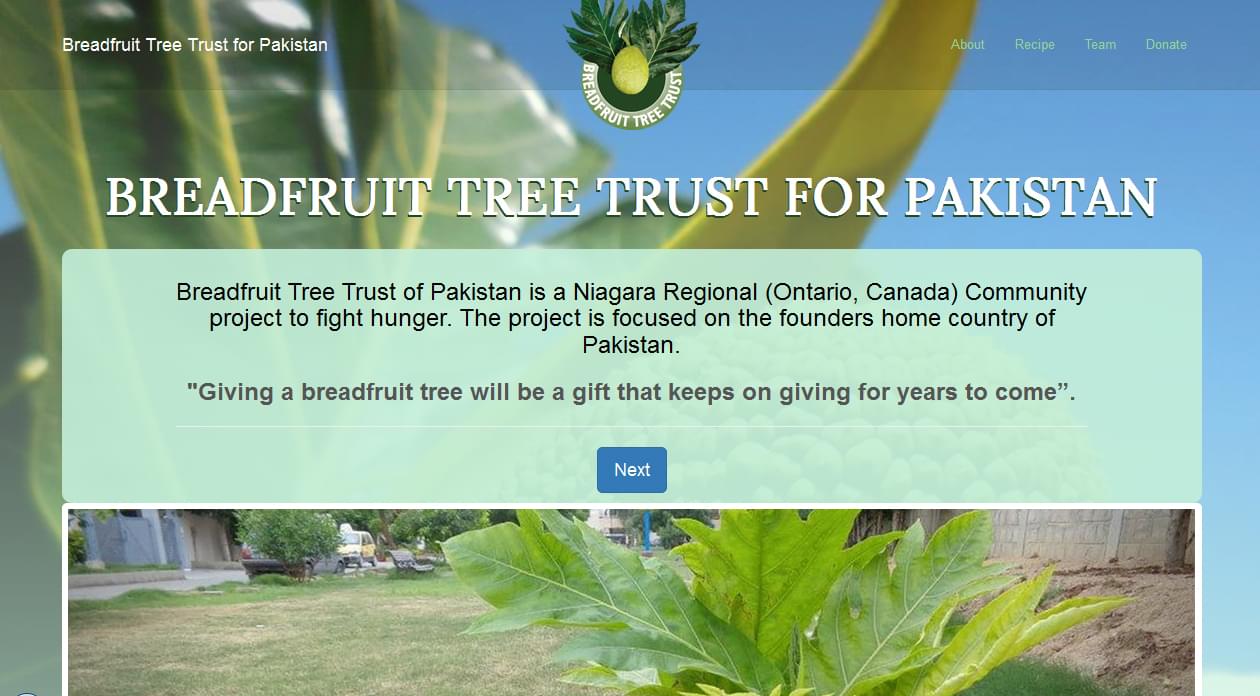 Breadfruit Tree Trust for Pakistan
BREADFRUIT TREE TRUST
About
Recipe
Team
Donate
BREADFRUIT TREE TRUST FOR PAKISTAN
Breadfruit Tree Trust of Pakistan is a Niagara Regional (Ontario, Canada) Community
project to fight hunger. The project is focused on the founders home country of
Pakistan.
"Giving a breadfruit tree will be a gift that keeps on giving for years to come”.
Next